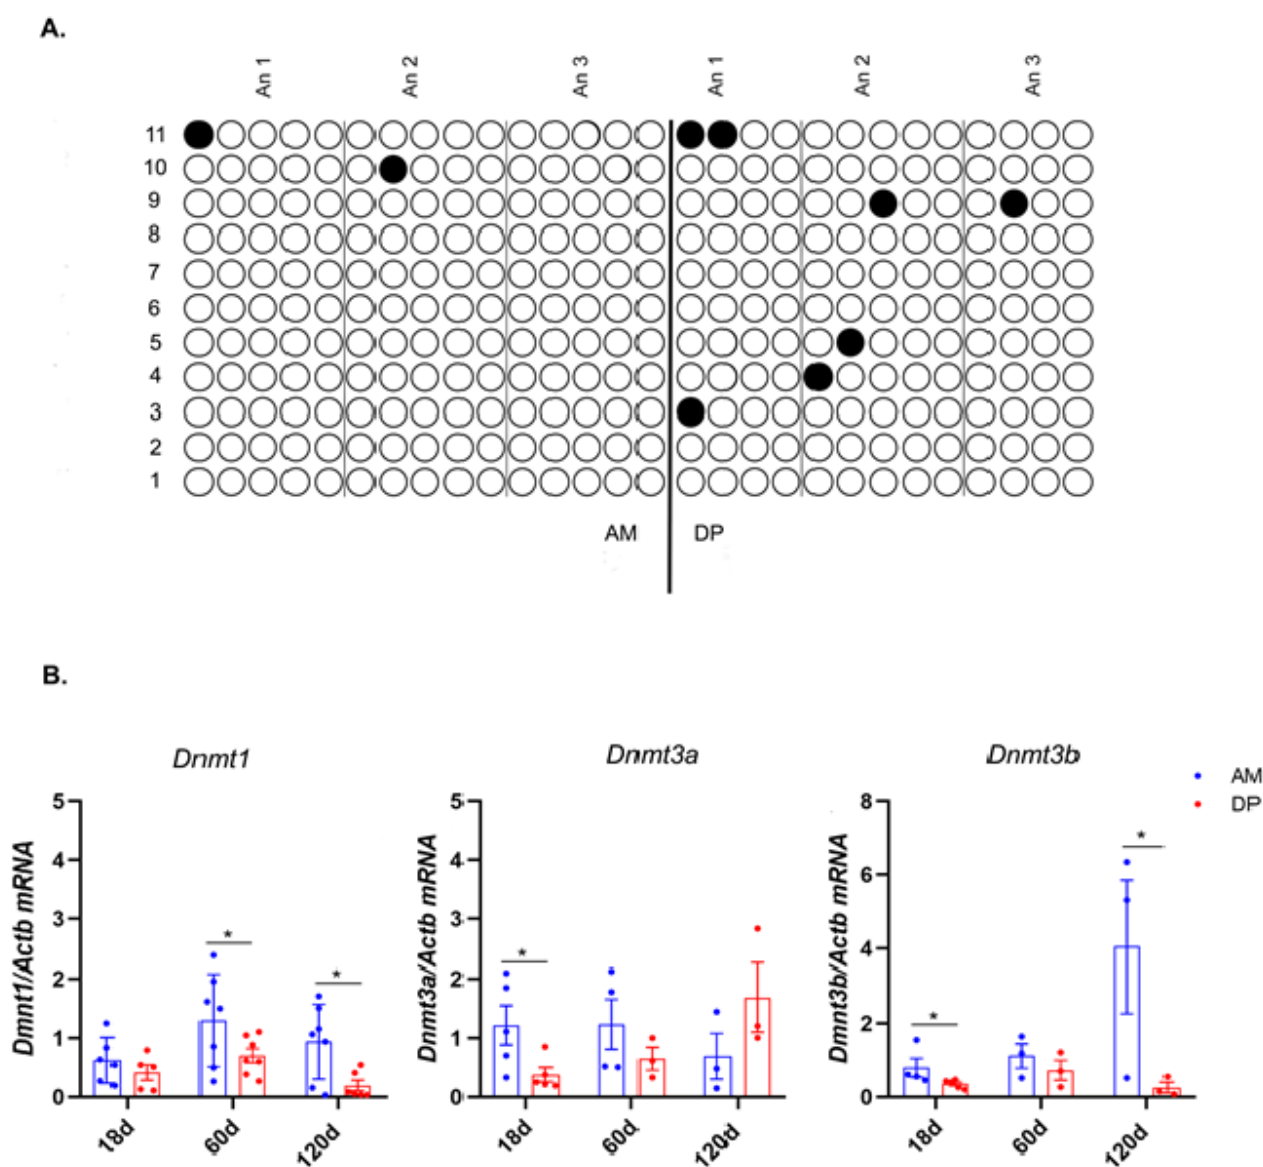 A.
An 1 An 2 An 3 An 1 An 2 An 3
11
10
9
8
7
6
5
4
3
2
1
AM DP
B.
Dnmt1 Dnmt3a Dnmt3b
AM
DP
Dmnt1/Actb mRNA
5
4
3
2
1
0
* *
18d 60d 120d
Dnmt3a/Actb mRNA
5
4
3
2
1
0
*
18d 60d 120d
Dmnt3b/Actb mRNA
8
6
4
2
0
* *
18d 60d 120d